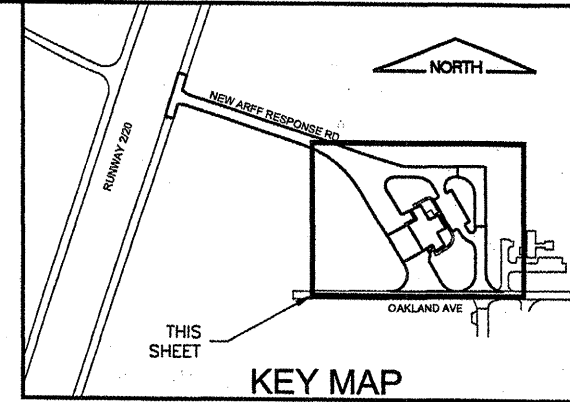 NORTH
NEW ARFF RESPONSE RD
RUNWAY 2/20
OAKLAND AVE
THIS
SHEET
KEY MAP